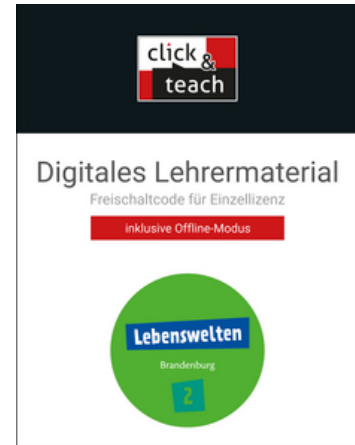 click &
teach
Digitales Lehrermaterial
Freischaltcode für Einzellizenz
inklusive Offline-Modus
Lebenswelten
Brandenburg
2